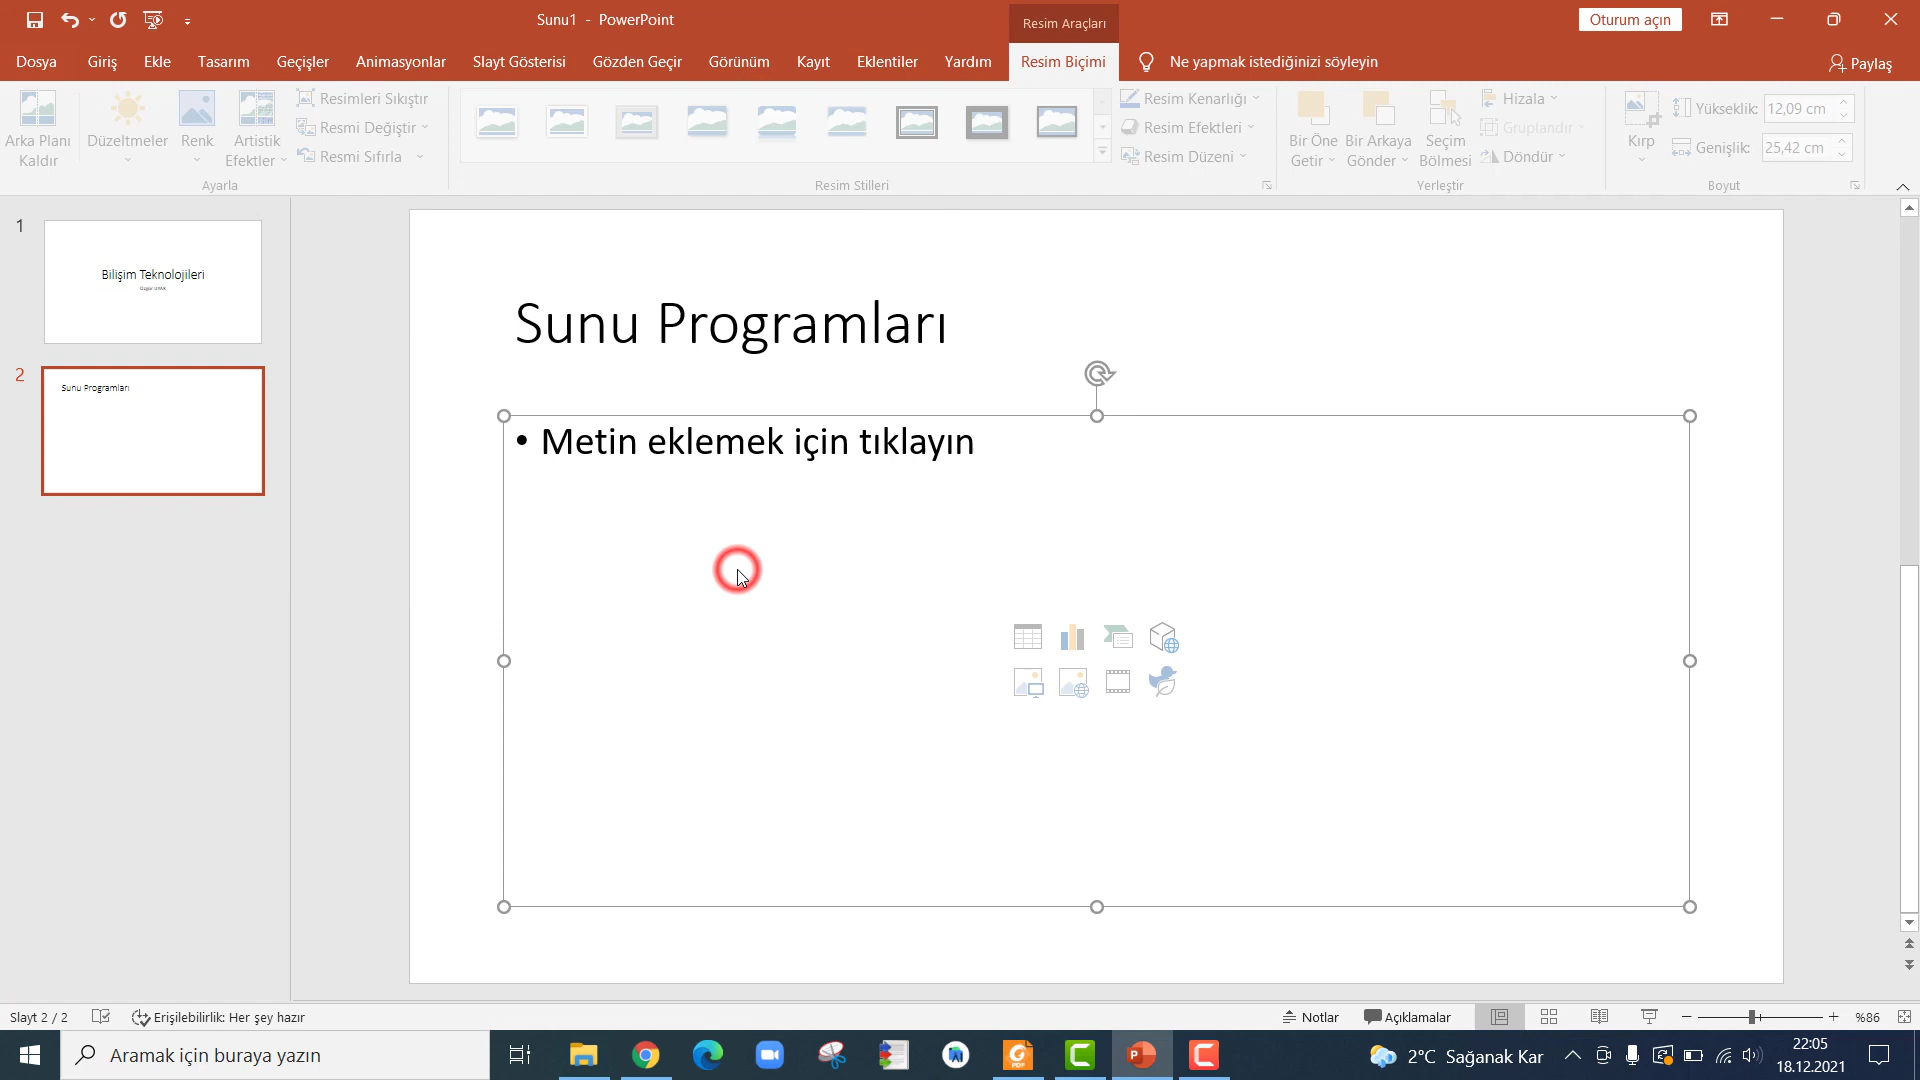 Sunu1 - PowerPoint
Resim Araçları
Oturum açın
Dosya
Giriş
Ekle
Tasarım
Geçişler
Animasyonlar
Slayt Gösterisi
Gözden Geçir
Görünüm
Kayıt
Eklentiler
Yardım
Resim Biçimi
Ne yapmak istediğinizi söyleyin
Paylaş
Arka Planı
Kaldır
Düzeltmeler
Renk
Artistik
Efektler
Resimleri Sıkıştır
Resmi Değiştir
Resmi Sıfırla
Ayarla
Resim Stilleri
Resim Kenarlığı
Resim Efektleri
Resim Düzeni
Bir Öne
Getir
Bir Arkaya
Gönder
Seçim
Bölmesi
Hizala
Gruplandır
Döndür
Yerleştir
Kırp
Yükseklik: 12,09 cm
Genişlik: 25,42 cm
Boyut
1
Bilişim Teknolojileri
2
Sunu Programları
Sunu Programları
• Metin eklemek için tıklayın
Slayt 2 / 2
Erişilebilirlik: Her şey hazır
Notlar
Açıklamalar
%86
Aramak için buraya yazın
2°C Sağanak Kar
22:05
18.12.2021